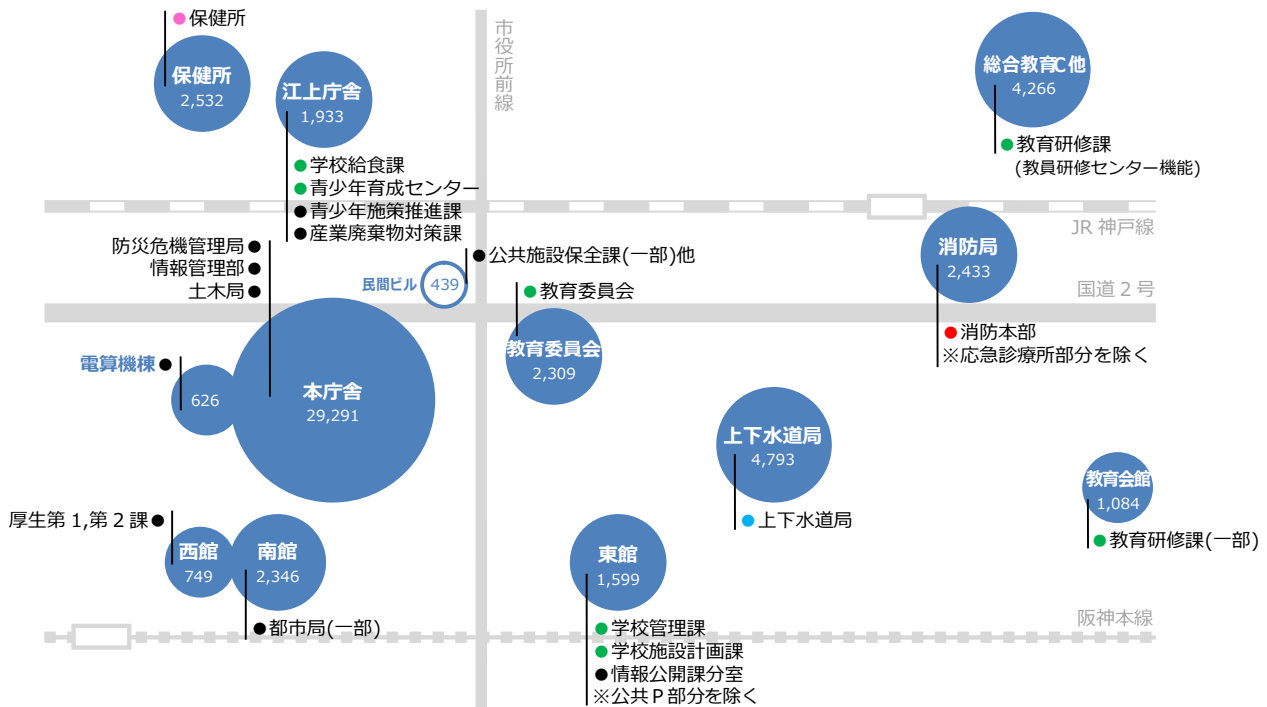 ●保健所
保健所
2,532
江上庁舎
1,933
●学校給食課
●青少年育成センター
●青少年施策推進課
●産業廃棄物対策課
市役所前線
総合教育C他
4,266
●教育研修課
(教員研修センター機能)
JR 神戸線
防災危機管理局●
情報管理部●
土木局●
民間ビル
439
●公共施設保全課(一部)他
●教育委員会
教育委員会
2,309
消防局
2,433
国道2号
●消防本部
※応急診療所部分を除く
電算機棟●
626
本庁舎
29,291
上下水道局
4,793
●上下水道局
教育会館
1,084
●教育研修課(一部)
厚生第1,第2課●
西館
749
南館
2,346
●都市局(一部)
東館
1,599
●学校管理課
●学校施設計画課
●情報公開課分室
※公共P部分を除く
阪神本線